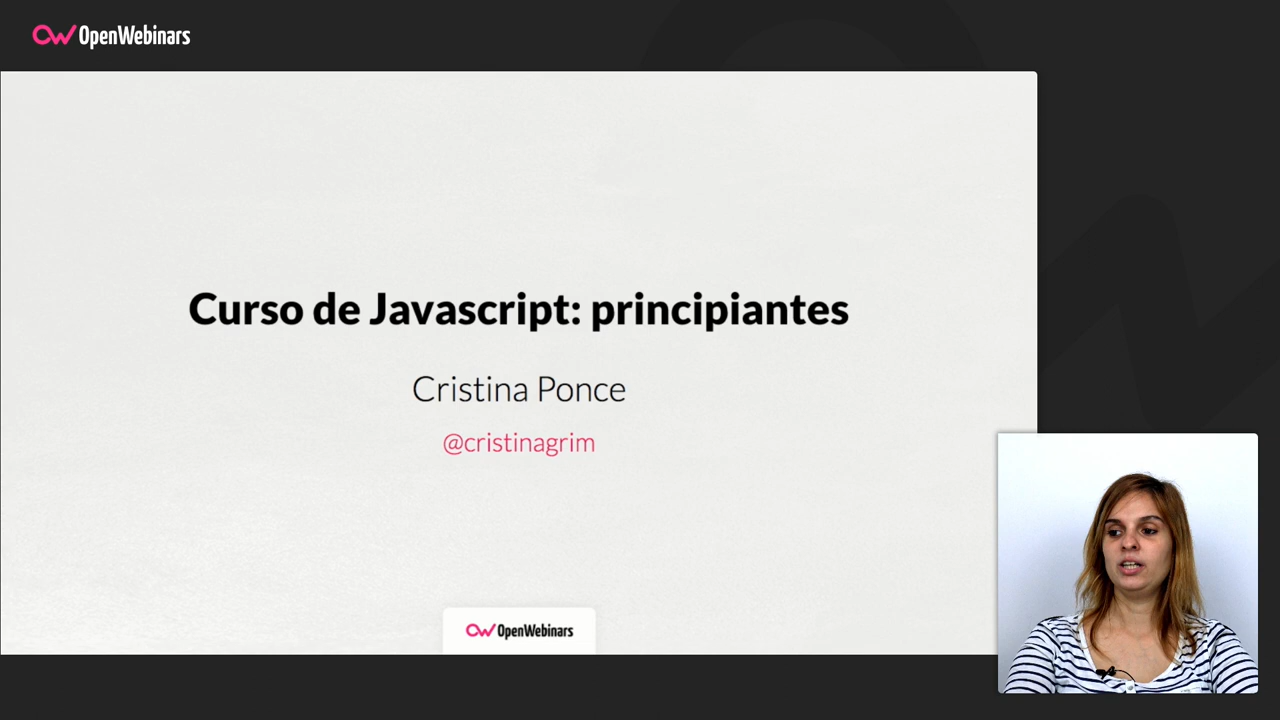 OpenWebinars
Curso de Javascript: principiantes
Cristina Ponce
@cristinagrim
OpenWebinars